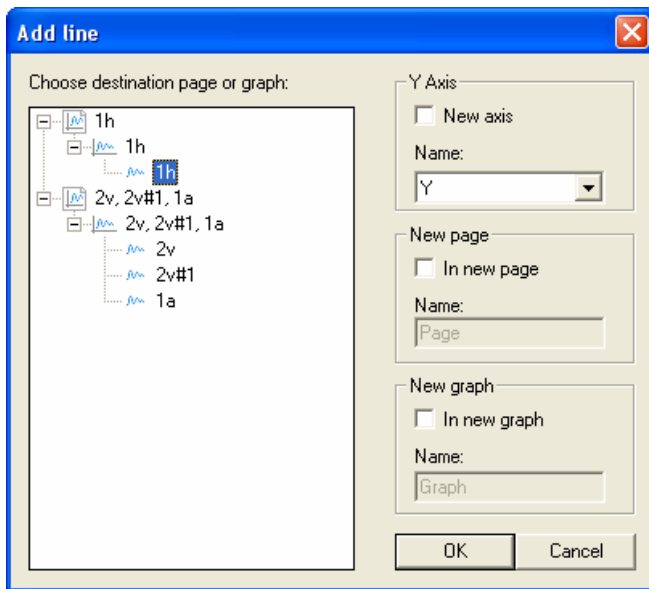 Add line
Choose destination page or graph:
1h
1h
1h
2v, 2v#1, 1a
2v, 2v#1, 1a
2v
2v#1
1a
Y Axis
New axis
Name:
Y
New page
In new page
Name:
Page
New graph
In new graph
Name:
Graph
OK
Cancel